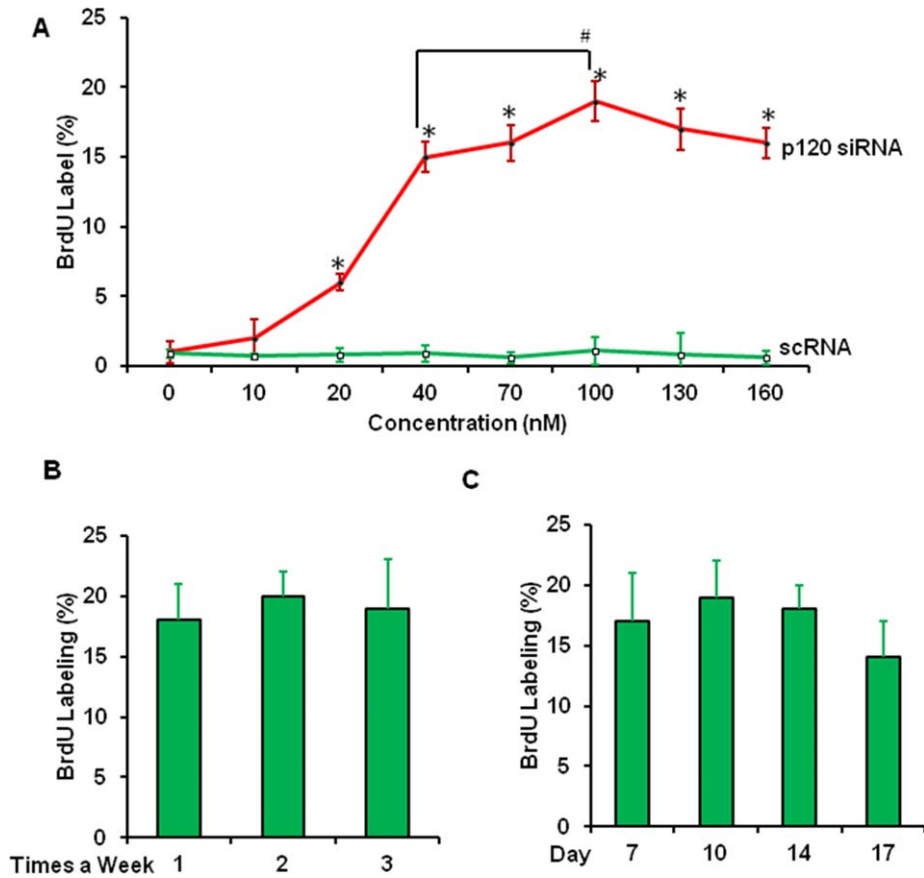 A
BrdU Label (%)
25
20
15
10
5
0
#
* * * * * *
p120 siRNA
scRNA
0 10 20 40 70 100 130 160
Concentration (nM)
B
BrdU Labeling (%)
25
20
15
10
5
0
Times a Week 1 2 3
C
BrdU Labeling (%)
25
20
15
10
5
0
Day 7 10 14 17